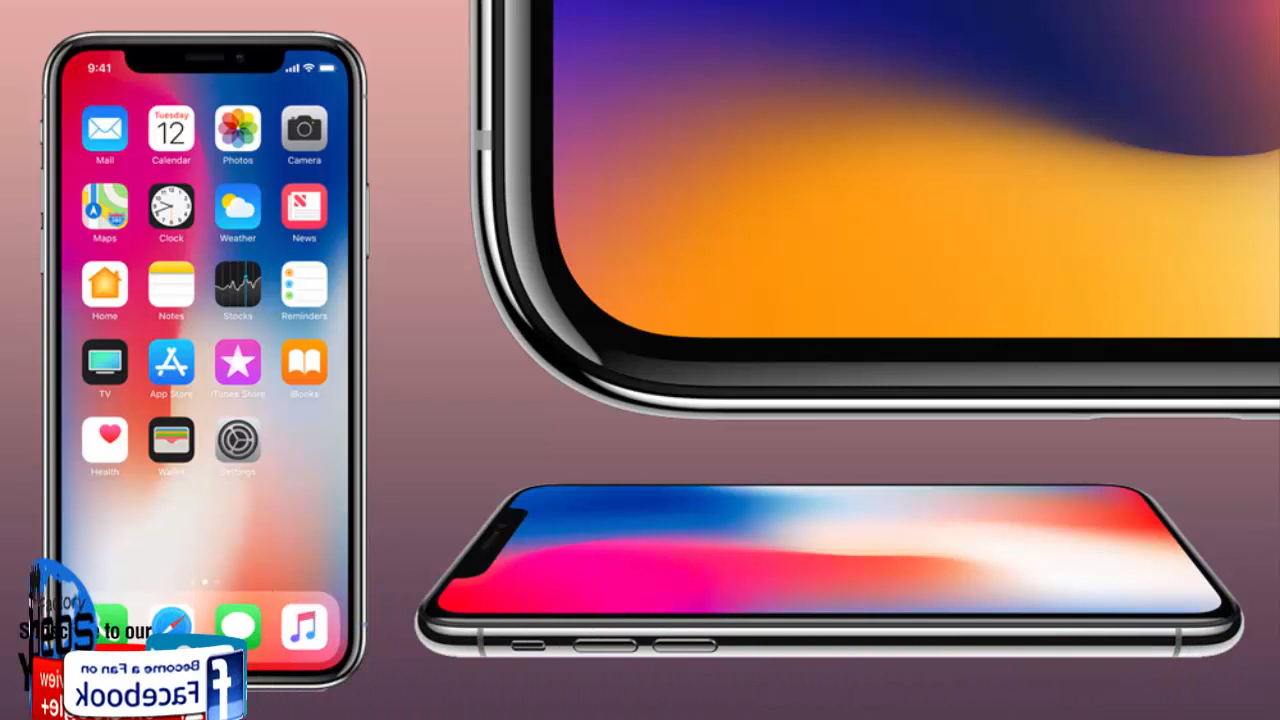 9:41
Tuesday
12
Mail
Calendar
Photos
Camera
Maps
Clock
Weather
News
280
Home
Notes
Stocks
Reminders
TV
App Store
iTunes Store
iBooks
Health
Wallet
Settings
to our
Become a Fan on
Facebook
f